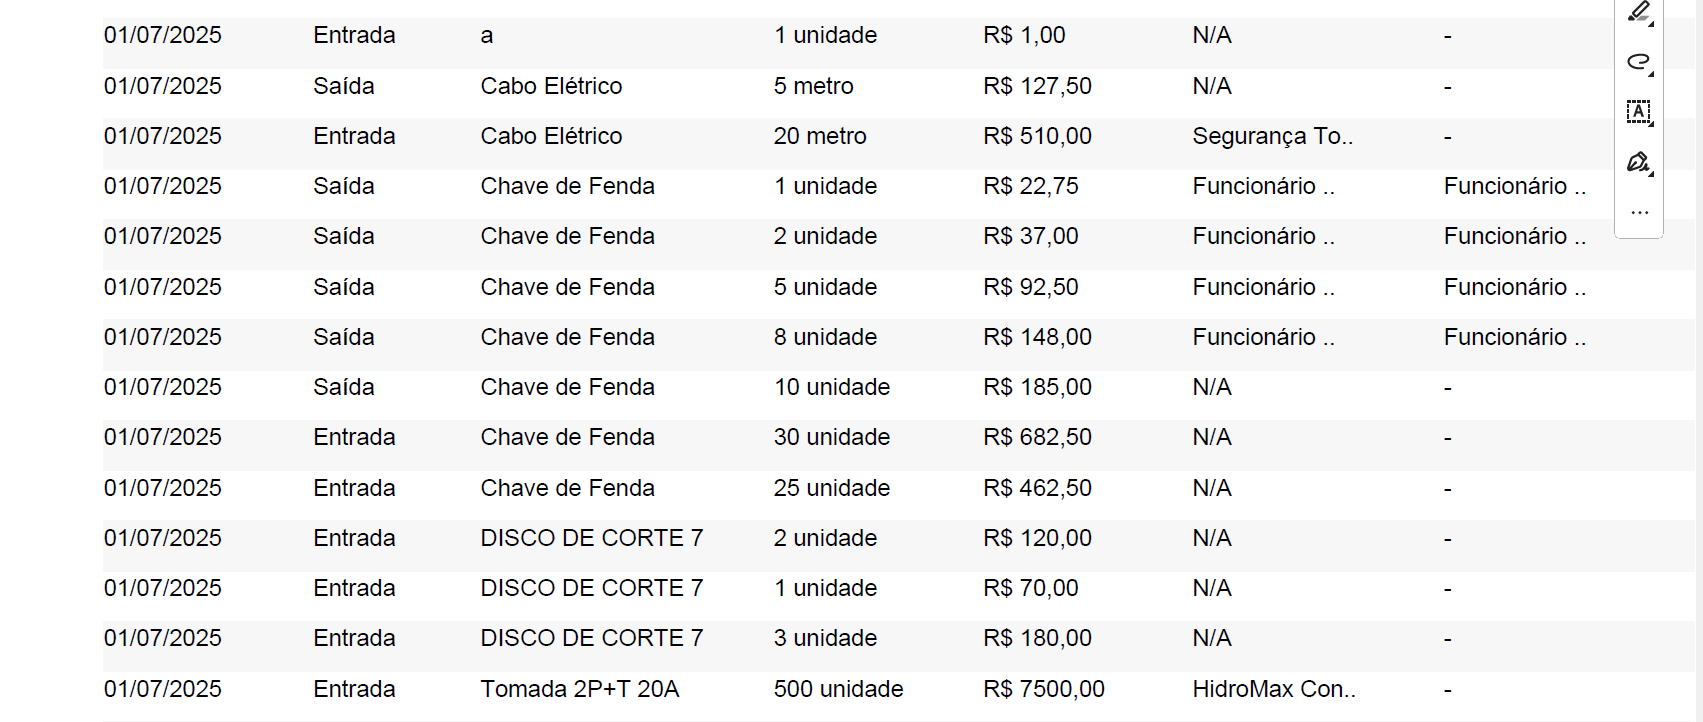 01/07/2025 Entrada a 1 unidade R$ 1,00 N/A -
01/07/2025 Saída Cabo Elétrico 5 metro R$ 127,50 N/A -
01/07/2025 Entrada Cabo Elétrico 20 metro R$ 510,00 Segurança To.. -
01/07/2025 Saída Chave de Fenda 1 unidade R$ 22,75 Funcionário .. Funcionário ..
01/07/2025 Saída Chave de Fenda 2 unidade R$ 37,00 Funcionário .. Funcionário ..
01/07/2025 Saída Chave de Fenda 5 unidade R$ 92,50 Funcionário .. Funcionário ..
01/07/2025 Saída Chave de Fenda 8 unidade R$ 148,00 Funcionário .. Funcionário ..
01/07/2025 Saída Chave de Fenda 10 unidade R$ 185,00 N/A -
01/07/2025 Entrada Chave de Fenda 30 unidade R$ 682,50 N/A -
01/07/2025 Entrada Chave de Fenda 25 unidade R$ 462,50 N/A -
01/07/2025 Entrada DISCO DE CORTE 7 2 unidade R$ 120,00 N/A -
01/07/2025 Entrada DISCO DE CORTE 7 1 unidade R$ 70,00 N/A -
01/07/2025 Entrada DISCO DE CORTE 7 3 unidade R$ 180,00 N/A -
01/07/2025 Entrada Tomada 2P+T 20A 500 unidade R$ 7500,00 HidroMax Con.. -